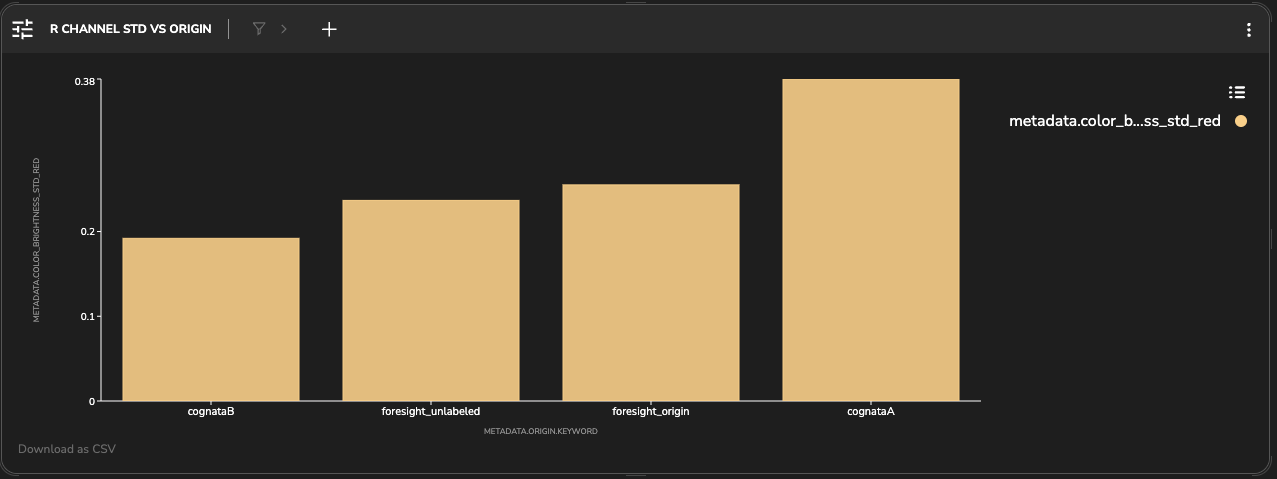 R CHANNEL STD VS ORIGIN
0.38
metadata.color_b...ss_std_red
METADATA.COLOR_BRIGHTNESS_STD_RED
0.2
0.1
0
cognataB foresight_unlabeled foresight_origin cognataA
METADATA.ORIGIN.KEYWORD
Download as CSV